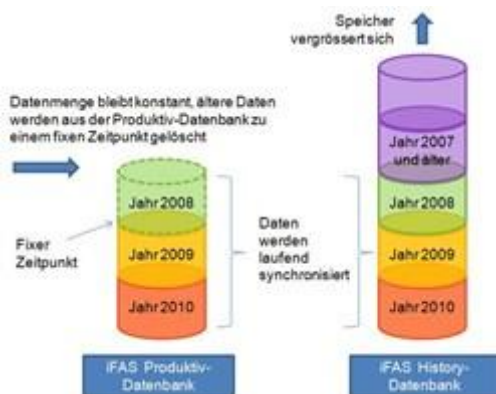 Speicher
vergrössert sich
Datenmenge bleibt konstant, ältere Daten
werden aus der Produktiv-Datenbank zu
einem fixen Zeitpunkt gelöscht
Jahr 2007
und älter
Jahr 2008
Jahr 2008
Fixer
Zeitpunkt
Daten
werden
laufend
synchronisiert
Jahr 2009
Jahr 2009
Jahr 2010
Jahr 2010
iFAS Produktiv-
Datenbank
iFAS History-
Datenbank